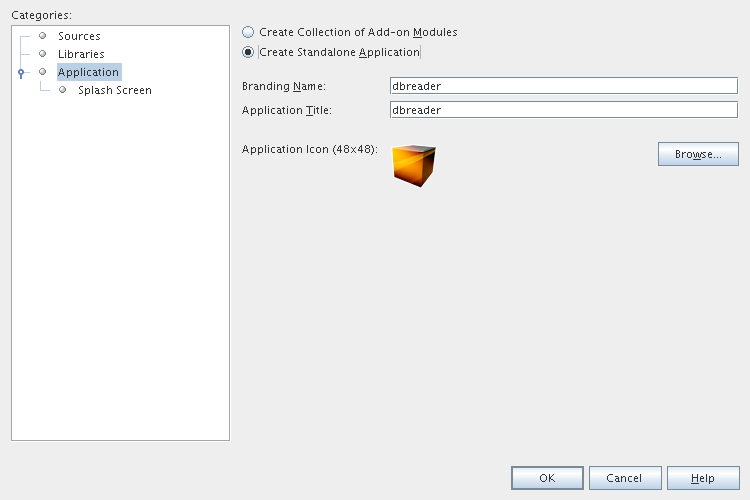 Categories:
Sources
Libraries
Application
Splash Screen
Create Collection of Add-on Modules
Create Standalone Application
Branding Name: dbreader
Application Title: dbreader
Application Icon (48x48): Browse...
OK Cancel Help